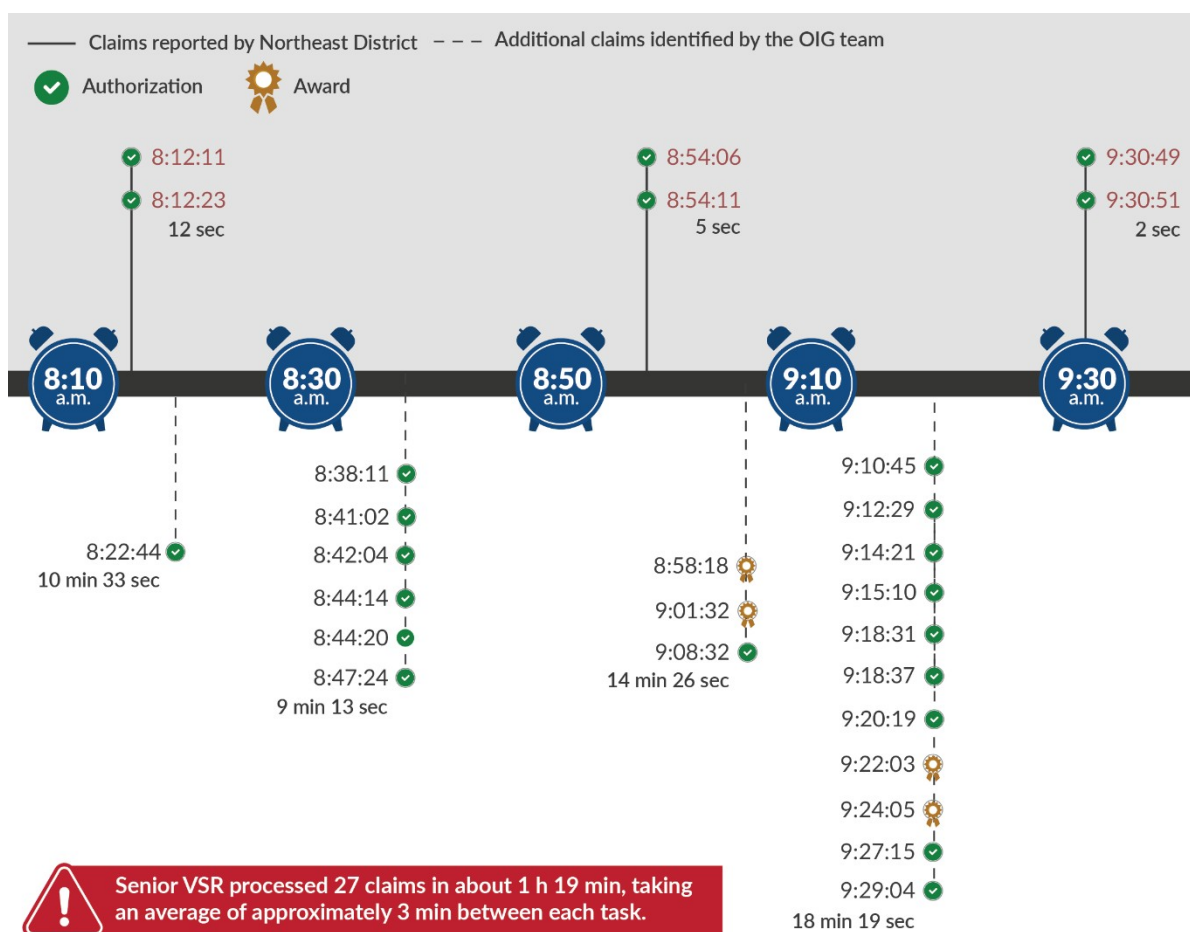 Claims reported by Northeast District
Additional claims identified by the OIG team
Authorization
Award
8:12:11
8:12:23
12 sec
8:54:06
8:54:11
5 sec
9:30:49
9:30:51
2 sec
8:10
a.m.
8:30
a.m.
8:50
a.m.
9:10
a.m.
9:30
a.m.
8:22:44
10 min 33 sec
8:38:11
8:41:02
8:42:04
8:44:14
8:44:20
8:47:24
9 min 13 sec
8:58:18
9:01:32
9:08:32
14 min 26 sec
9:10:45
9:12:29
9:14:21
9:15:10
9:18:31
9:18:37
9:20:19
9:22:03
9:24:05
9:27:15
9:29:04
18 min 19 sec
!
Senior VSR processed 27 claims in about 1 h 19 min, taking
an average of approximately 3 min between each task.